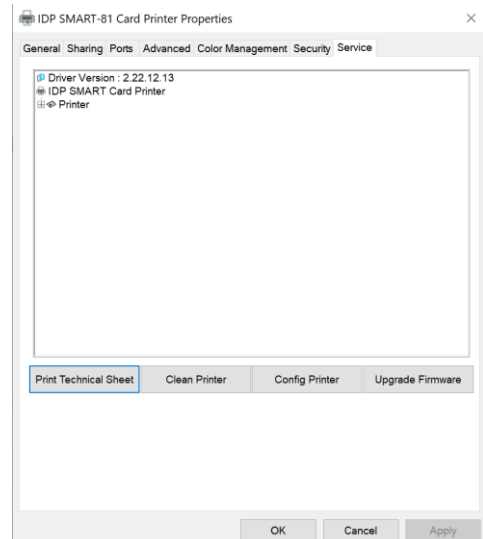 IDP SMART-81 Card Printer Properties
General Sharing Ports Advanced Color Management Security Service
Driver Version : 2.22.12.13
IDP SMART Card Printer
Printer
Print Technical Sheet Clean Printer Config Printer Upgrade Firmware
OK Cancel Apply